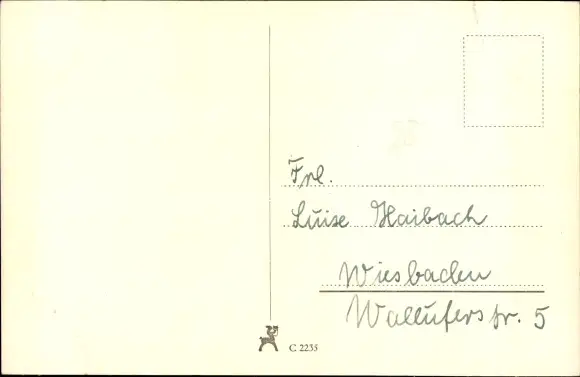 Frl.
Luise Haibach
Wiesbaden
Walluferstr. 5
C 2235